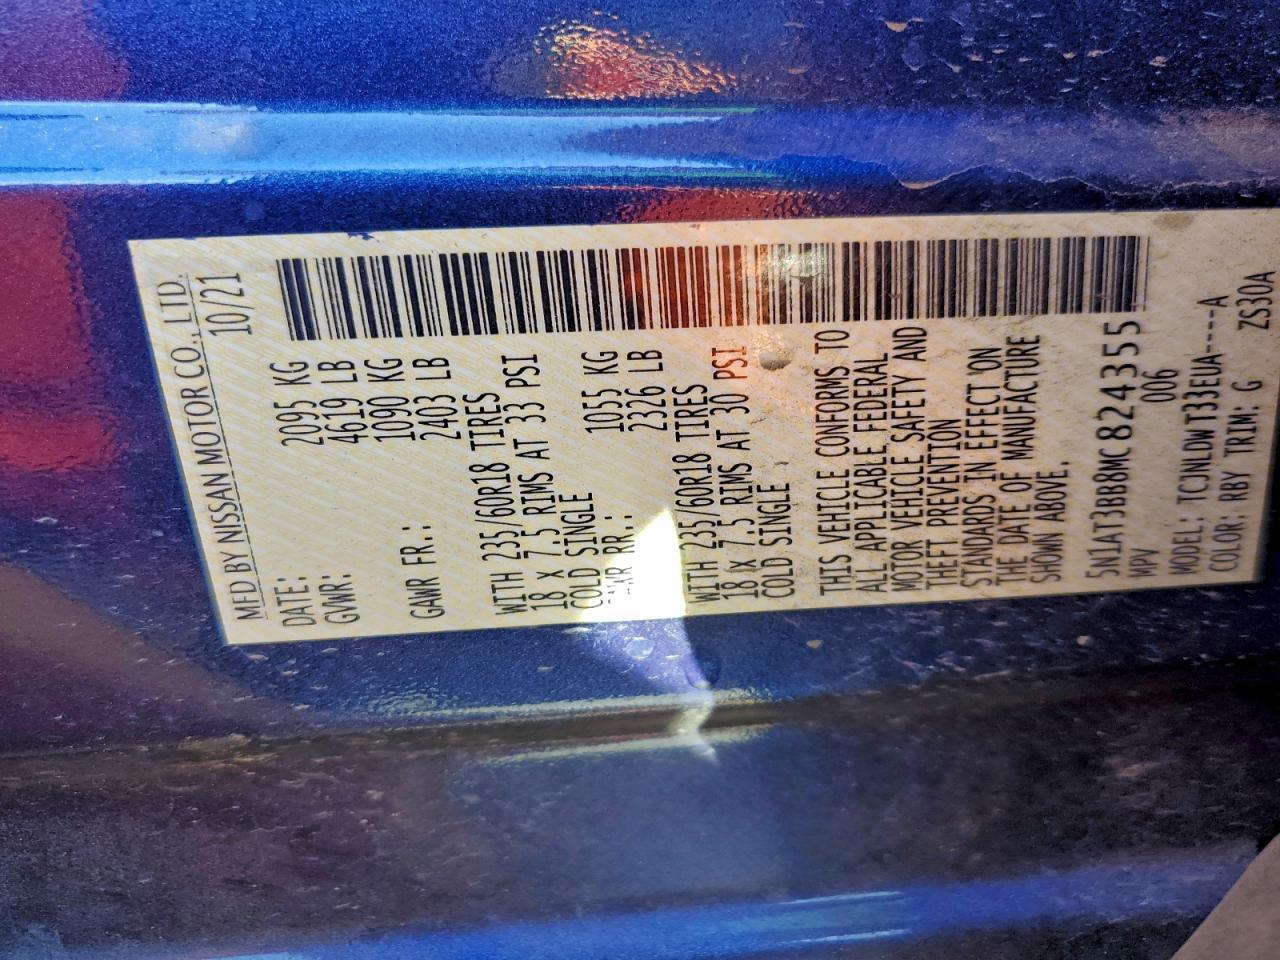 MFD BY NISSAN MOTOR CO., LTD.
DATE: 10/21
GVWR: 2095 KG
4619 LB
GAWR FR.: 1090 KG
2403 LB
WITH 235/60R18 TIRES
18 X 7.5 RIMS AT 33 PSI
COLD SINGLE
GAWR RR.: 1055 KG
2326 LB
WITH 235/60R18 TIRES
18 X 7.5 RIMS AT 30 PSI
COLD SINGLE
THIS VEHICLE CONFORMS TO
ALL APPLICABLE FEDERAL
MOTOR VEHICLE SAFETY AND
THEFT PREVENTION
STANDARDS IN EFFECT ON
THE DATE OF MANUFACTURE
SHOWN ABOVE.
5N1AT3BB8MC824355
MPV 006
MODEL: TCJNLDWT33EUA----A
COLOR: RBY TRIM: G ZS30A